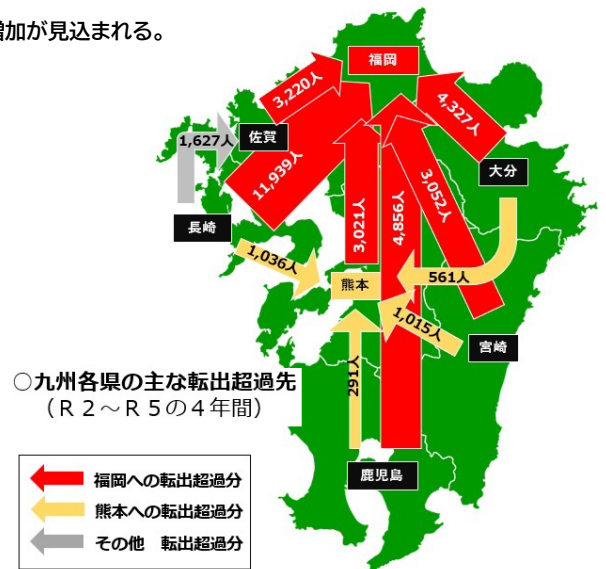 増加が見込まれる。
福岡
3,220人
4,327人
佐賀
1,627人
11,939人
大分
3,052人
3,021人
4,856人
長崎
1,036人
熊本
561人
1,015人
宮崎
291人
○九州各県の主な転出超過先
（Ｒ２～Ｒ５の４年間）
鹿児島
福岡への転出超過分
熊本への転出超過分
その他　転出超過分